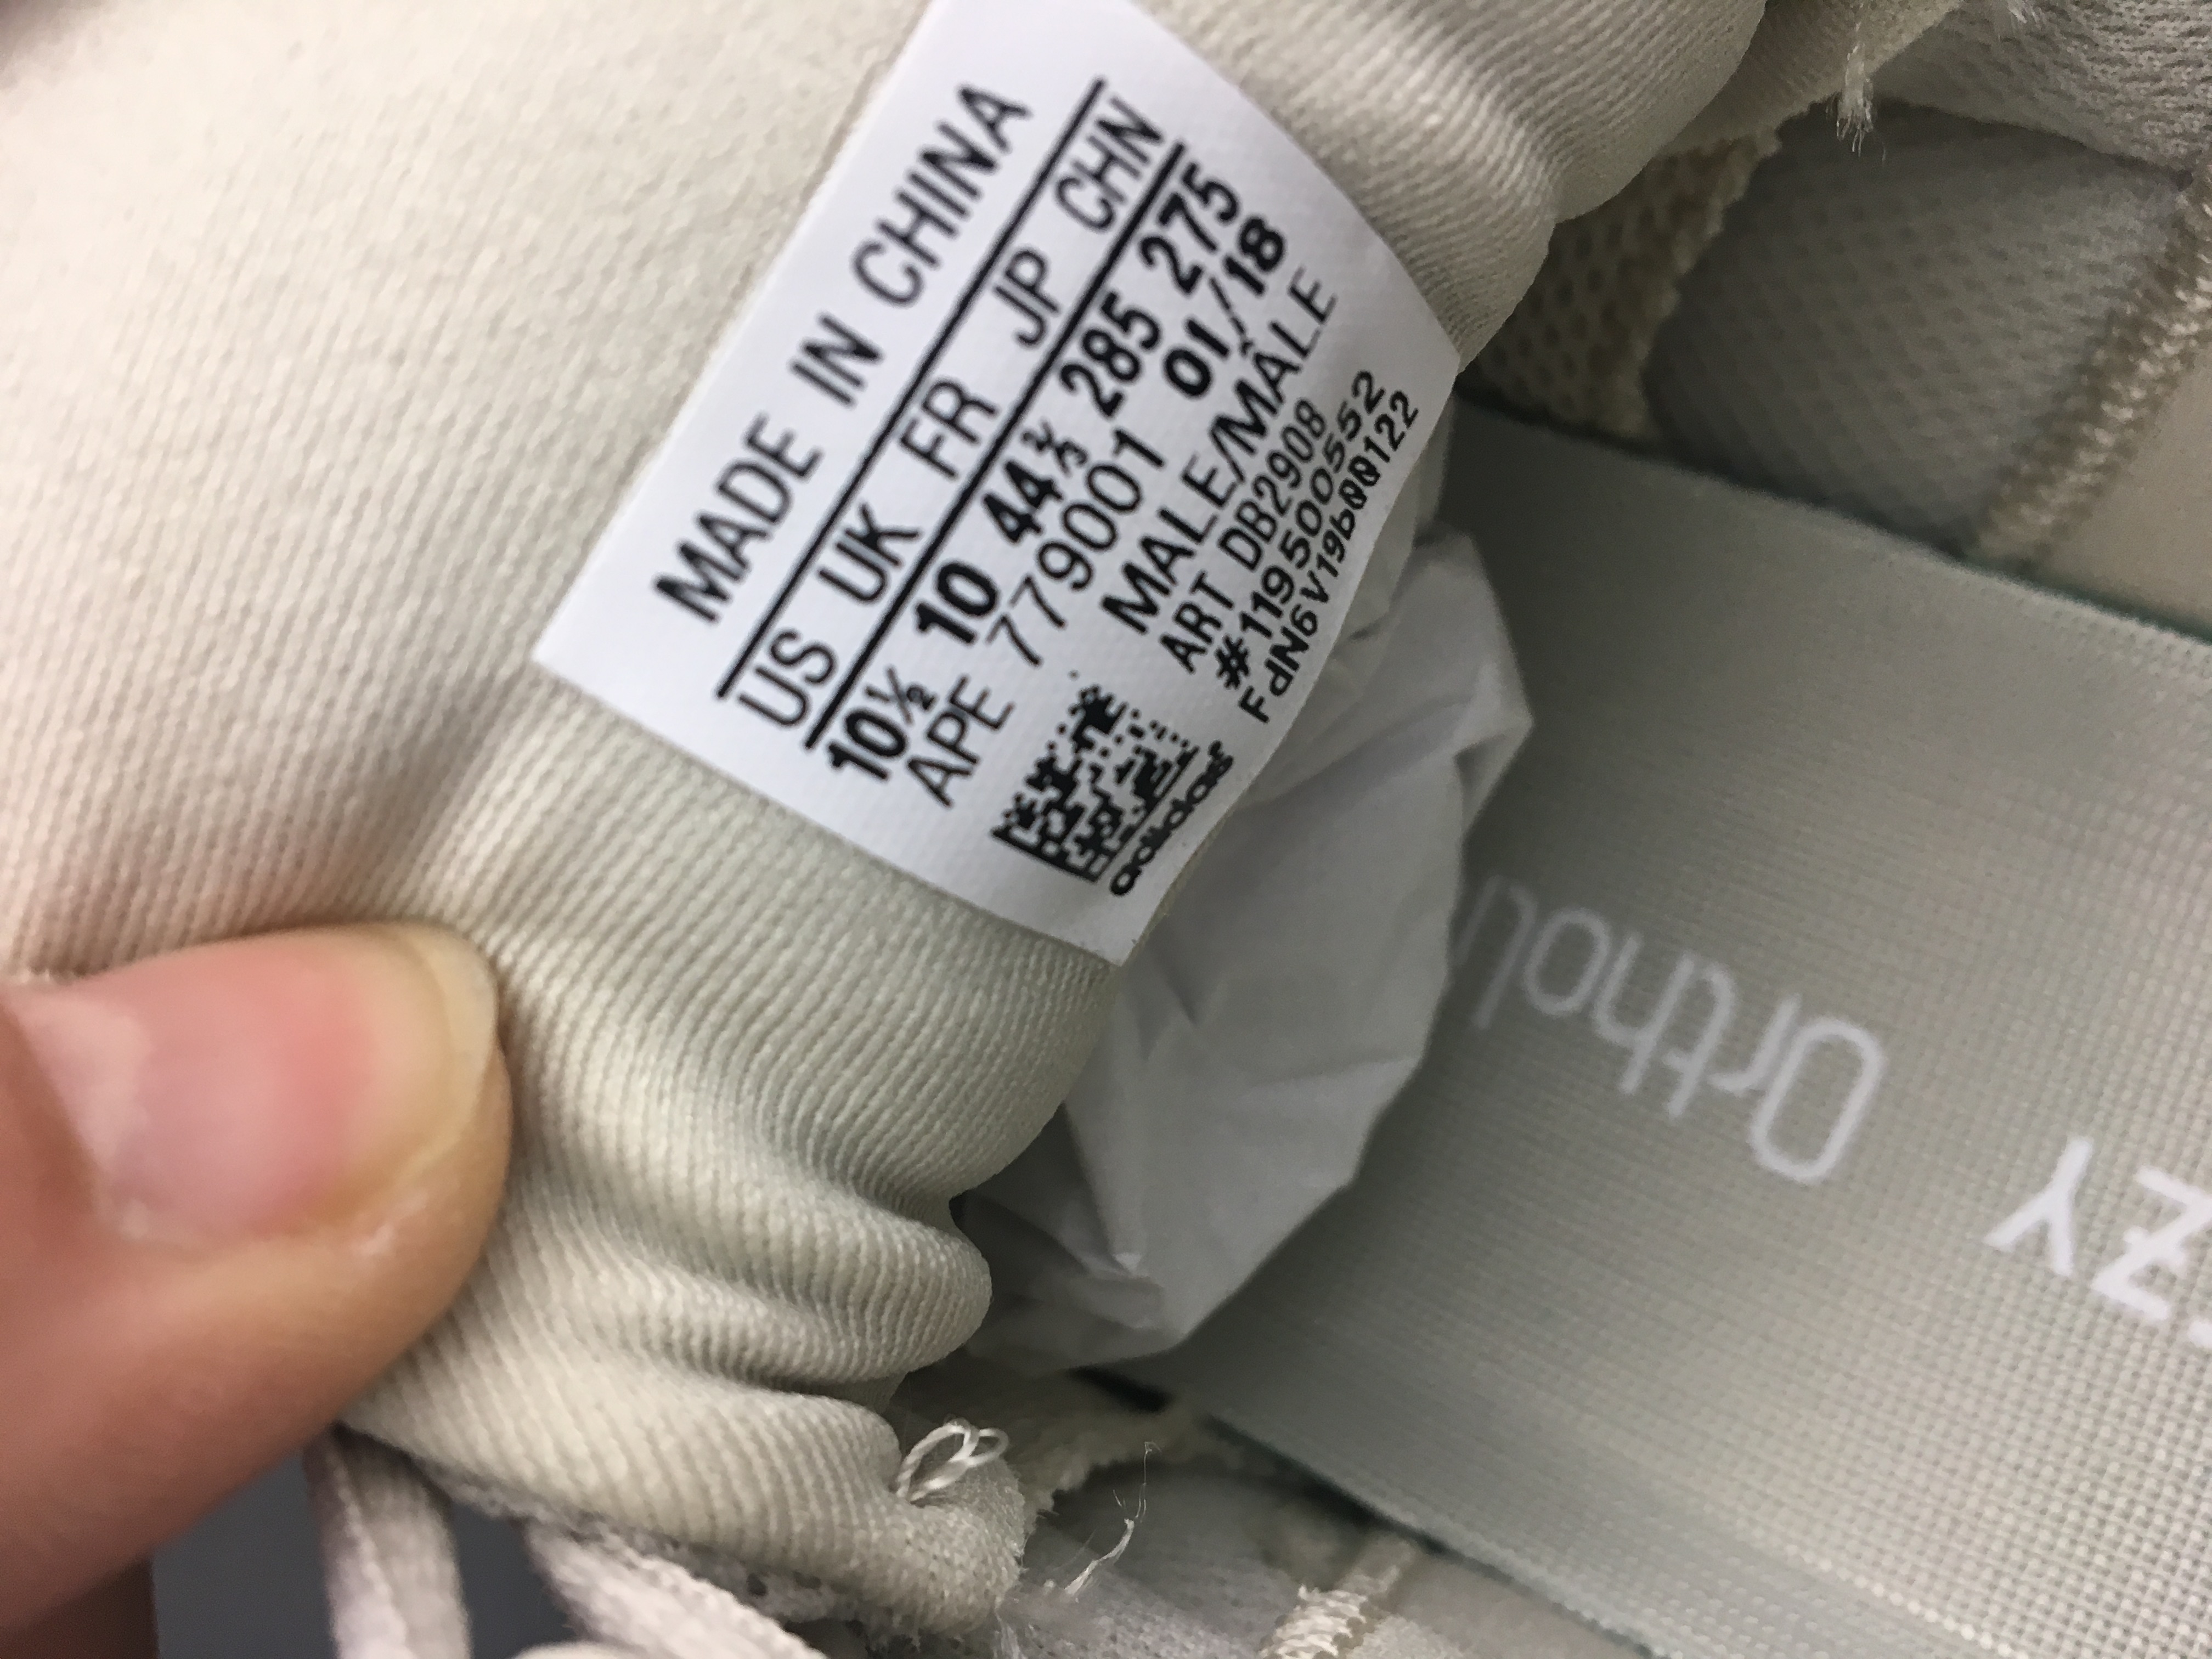 MADE IN CHINA
US UK FR JP CHN
10½ 10 44⅔ 285 275
APE 779001 01/18
MALE/MÂLE
ART DB2908
#119500552
FdN6V19b00122
adidas
Ortho